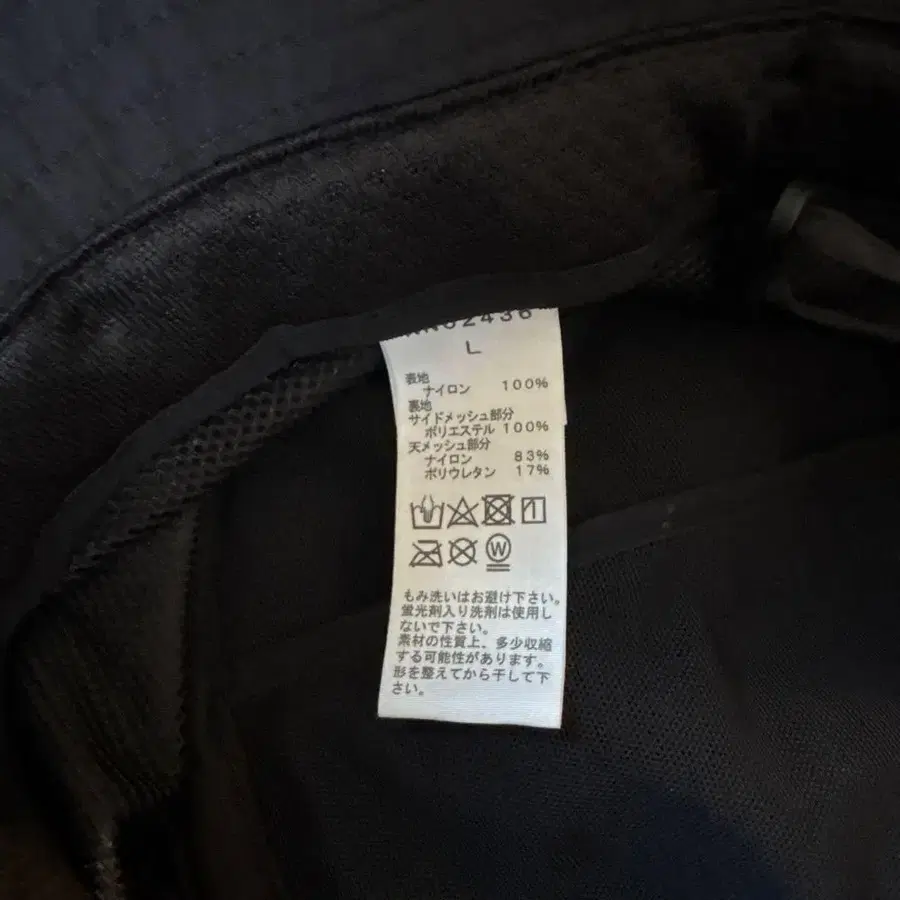 02436
L
表地
ナイロン 100%
裏地
サイドメッシュ部分
ポリエステル 100%
天メッシュ部分
ナイロン 83%
ポリウレタン 17%
W
もみ洗いはお避け下さい。
蛍光剤入り洗剤は使用し
ないで下さい。
素材の性質上、多少収縮
する可能性があります。
形を整えてから干して下
さい。